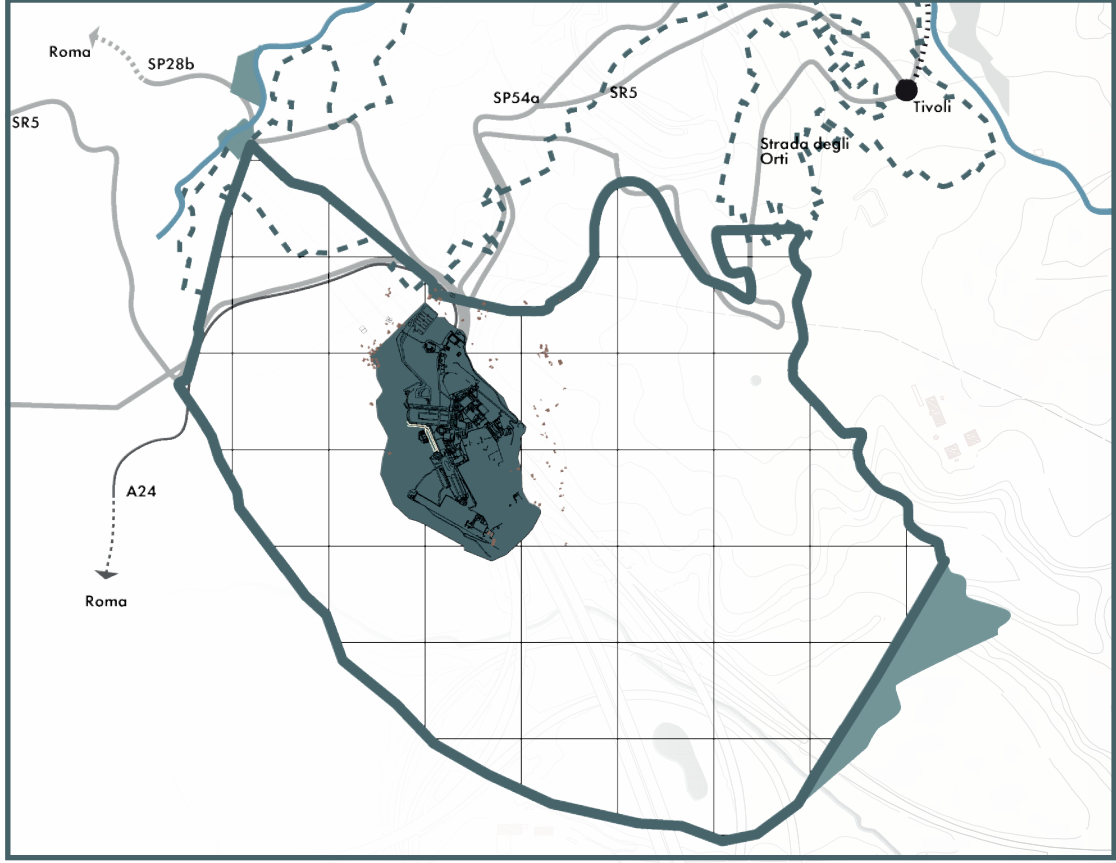 Roma
SP28b
SR5
SP54a
SR5
Tivoli
Strada degli
Orti
A24
Roma